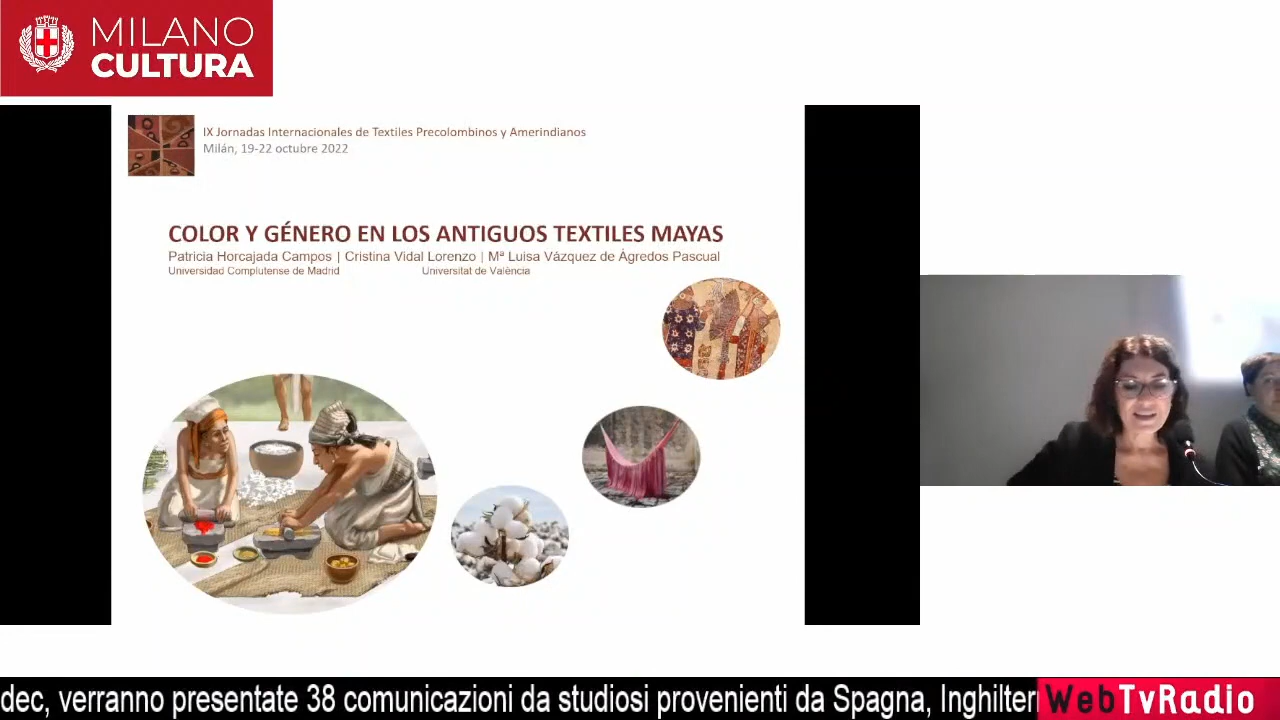 MILANO
CULTURA
IX Jornadas Internacionales de Textiles Precolombinos y Amerindianos
Milán, 19-22 octubre 2022
COLOR Y GÉNERO EN LOS ANTIGUOS TEXTILES MAYAS
Patricia Horcajada Campos | Cristina Vidal Lorenzo | Mª Luisa Vázquez de Ágredos Pascual
Universidad Complutense de Madrid Universitat de València
dec, verranno presentate 38 comunicazioni da studiosi provenienti da Spagna, Inghilter
WebTvRadio